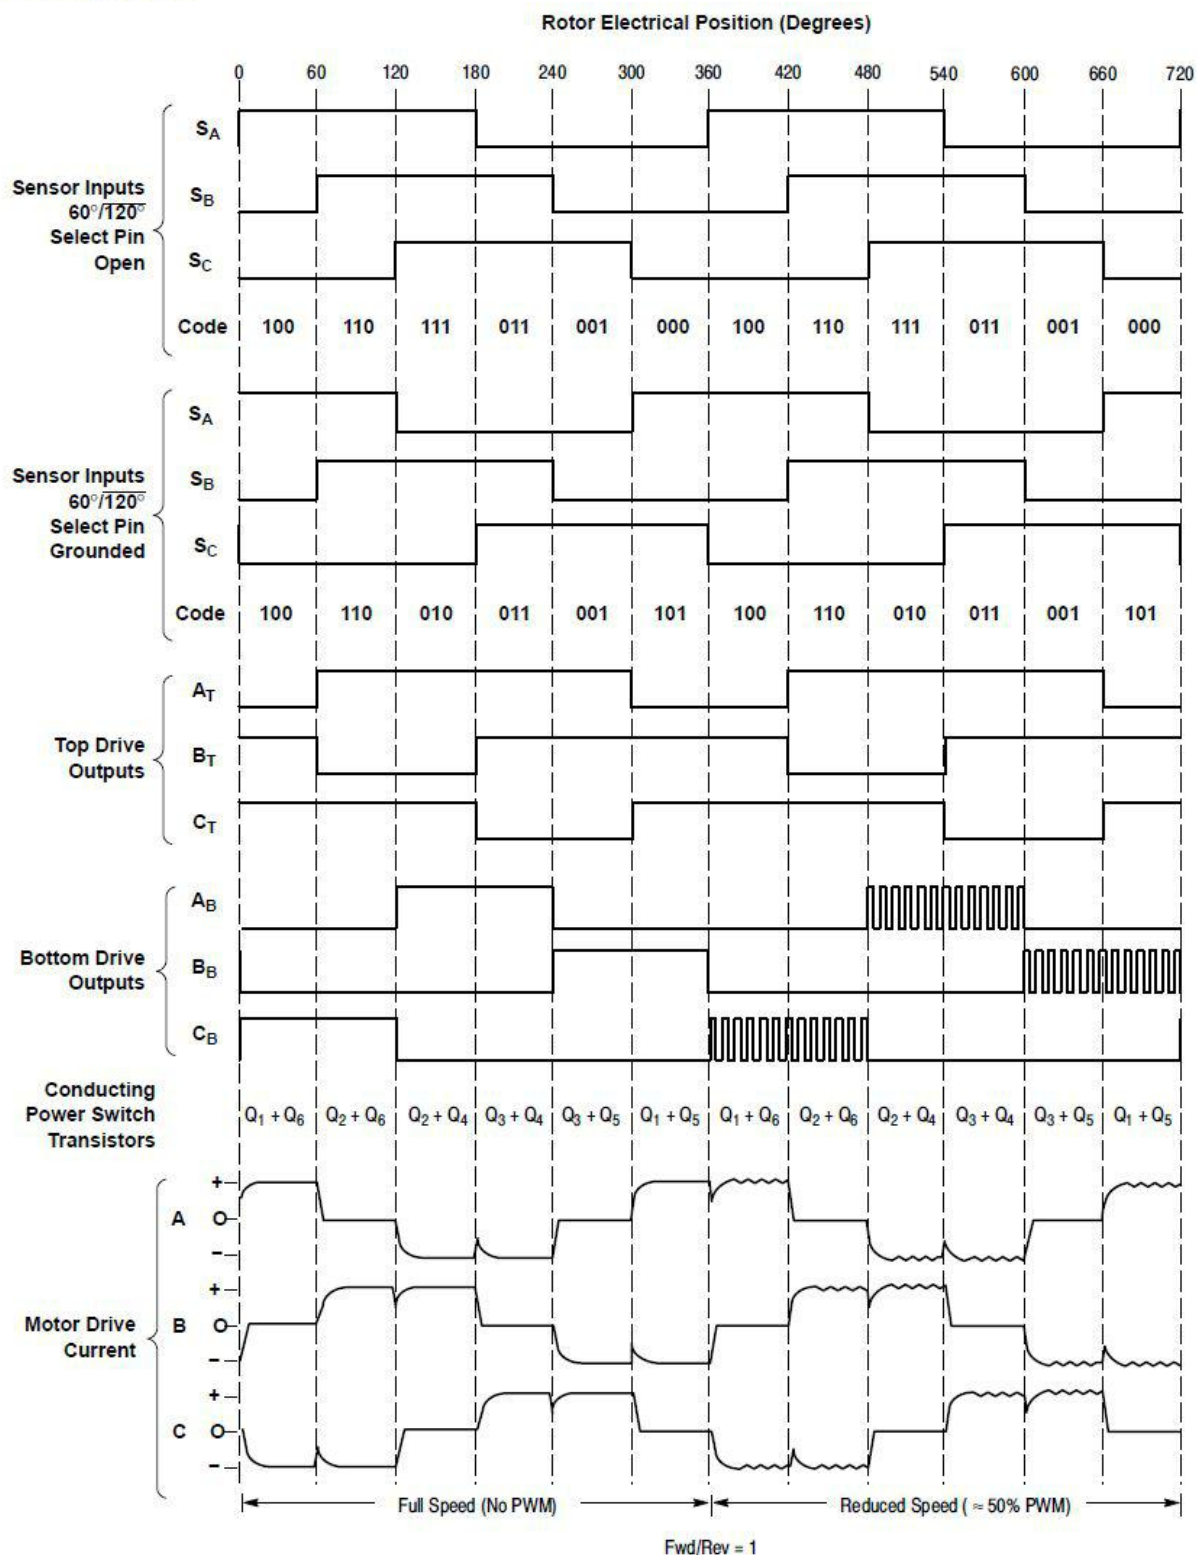 Rotor Electrical Position (Degrees)
0 60 120 180 240 300 360 420 480 540 600 660 720
SA
Sensor Inputs
60°/120°
Select Pin
Open
SB
SC
Code 100 110 111 011 001 000 100 110 111 011 001 000
SA
Sensor Inputs
60°/120°
Select Pin
Grounded
SB
SC
Code 100 110 010 011 001 101 100 110 010 011 001 101
AT
Top Drive
Outputs
BT
CT
AB
Bottom Drive
Outputs
BB
CB
Conducting
Power Switch
Transistors
Q1 + Q6 Q2 + Q6 Q2 + Q4 Q3 + Q4 Q3 + Q5 Q1 + Q5 Q1 + Q6 Q2 + Q6 Q2 + Q4 Q3 + Q4 Q3 + Q5 Q1 + Q5
+
A O
−
+
Motor Drive
Current
B O
−
+
C O
−
Full Speed (No PWM) Reduced Speed ( ≈ 50% PWM)
Fwd/Rev = 1